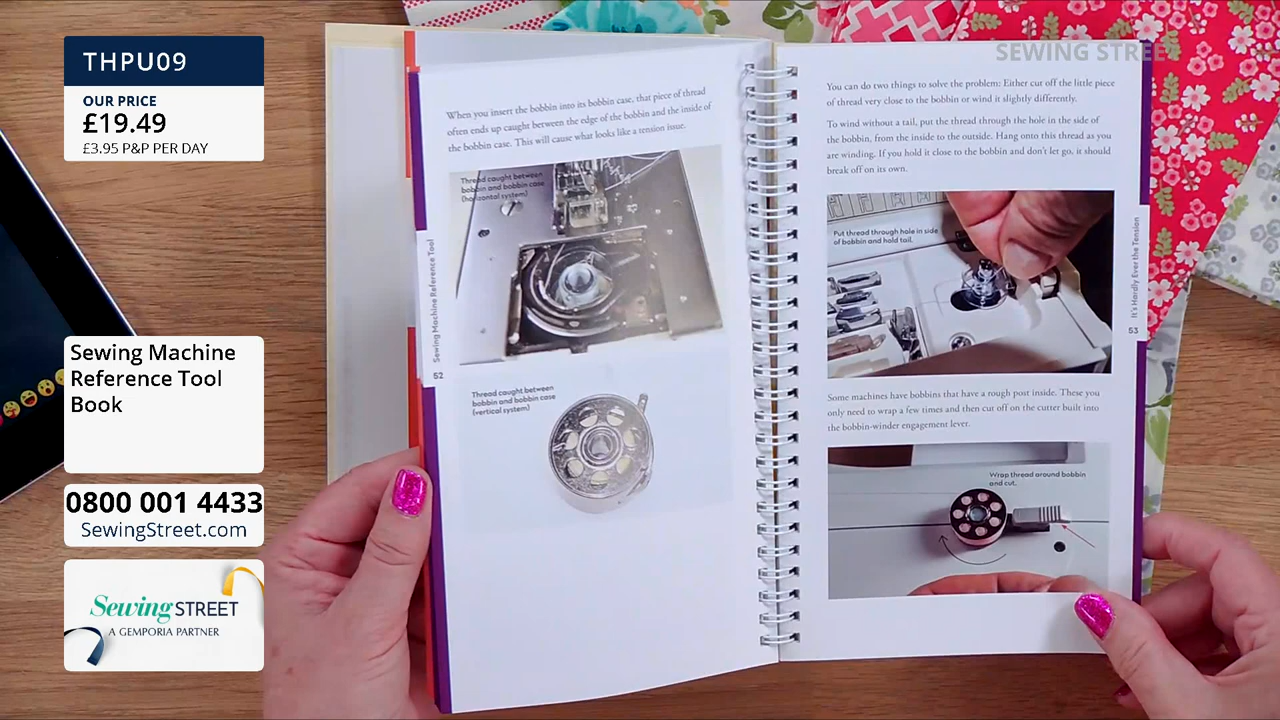 THPU09
OUR PRICE
£19.49
£3.95 P&P PER DAY
Sewing Machine
Reference Tool
Book
0800 001 4433
SewingStreet.com
Sewing STREET
A GEMPORIA PARTNER
SEWING STREET
When you insert the bobbin into its bobbin case, that piece of thread
often ends up caught between the edge of the bobbin and the inside of
the bobbin case. This will cause what looks like a tension issue.
Thread caught between
bobbin and bobbin case
(horizontal system)
Sewing Machine Reference Tool
52
Thread caught between
bobbin and bobbin case
(vertical system)
You can do two things to solve the problem: Either cut off the little piece
of thread very close to the bobbin or wind it slightly differently.
To wind without a tail, put the thread through the hole in the side of
the bobbin, from the inside to the outside. Hang onto this thread as you
are winding. If you hold it close to the bobbin and don't let go, it should
break off on its own.
Put thread through hole in side
of bobbin and hold tail.
It's Hardly Ever the Tension
53
Some machines have bobbins that have a rough post inside. These you
only need to wrap a few times and then cut off on the cutter built into
the bobbin-winder engagement lever.
Wrap thread around bobbin
and cut.